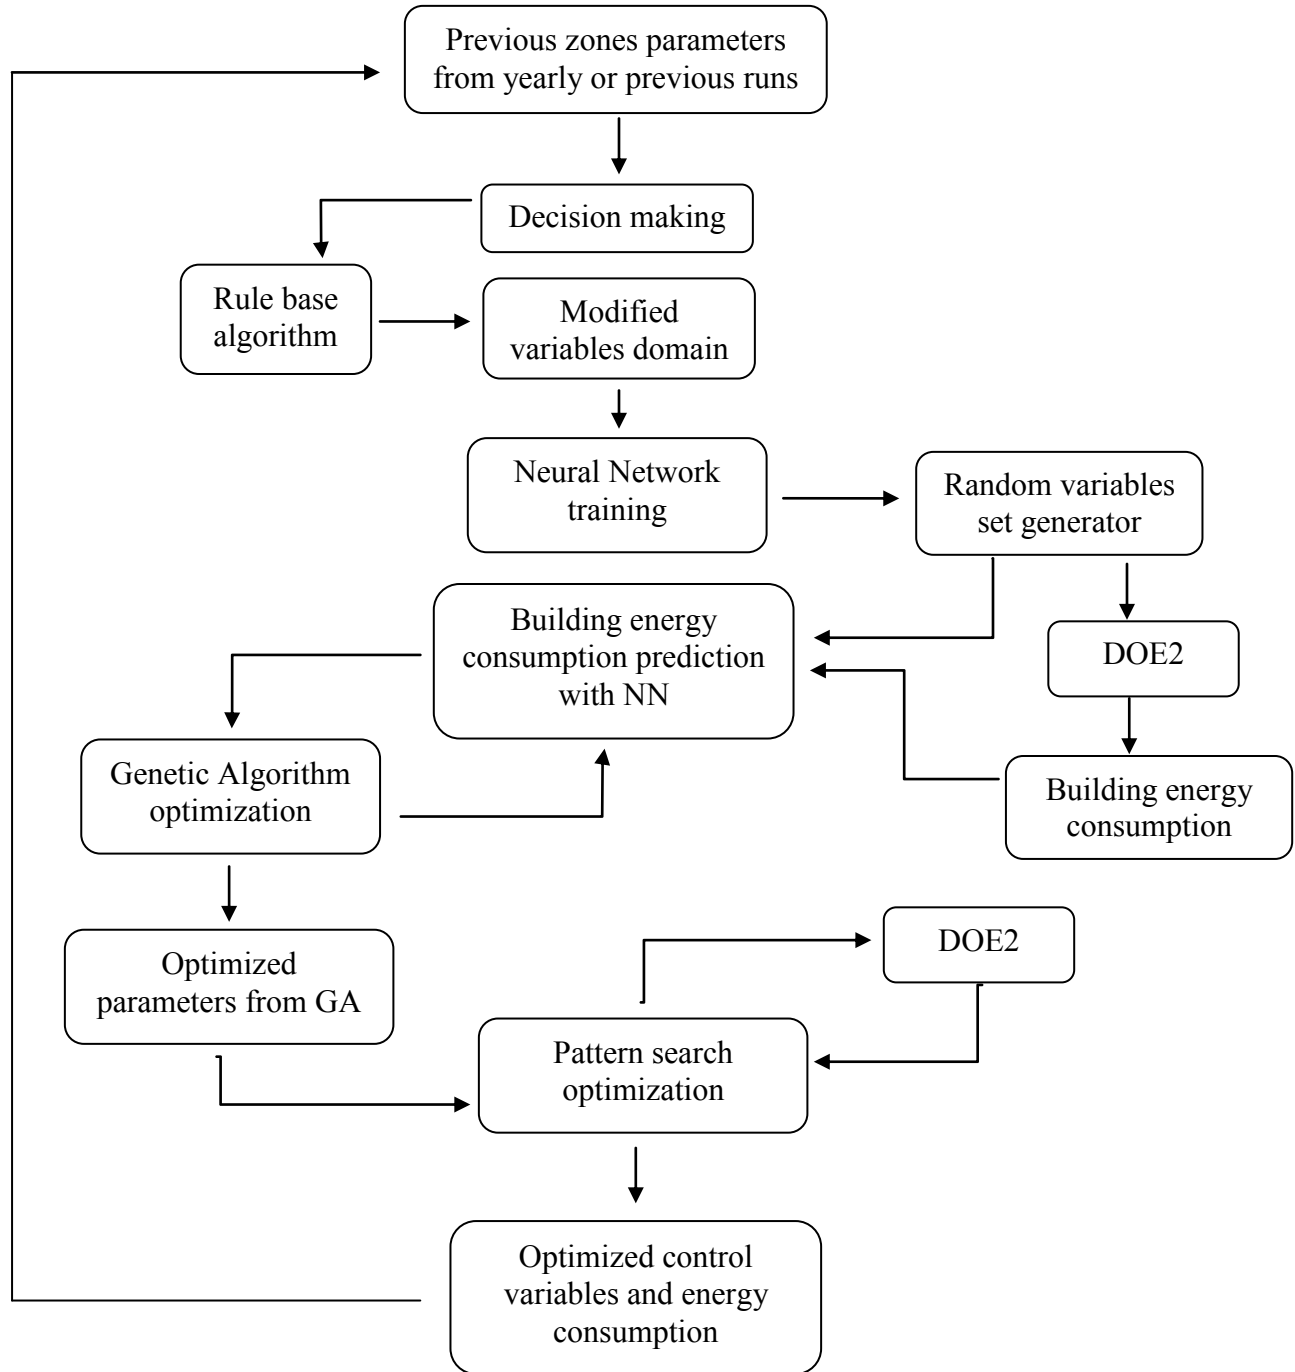 Previous zones parameters
from yearly or previous runs
Decision making
Rule base
algorithm
Modified
variables domain
Neural Network
training
Random variables
set generator
Building energy
consumption prediction
with NN
DOE2
Genetic Algorithm
optimization
Building energy
consumption
DOE2
Optimized
parameters from GA
Pattern search
optimization
Optimized control
variables and energy
consumption